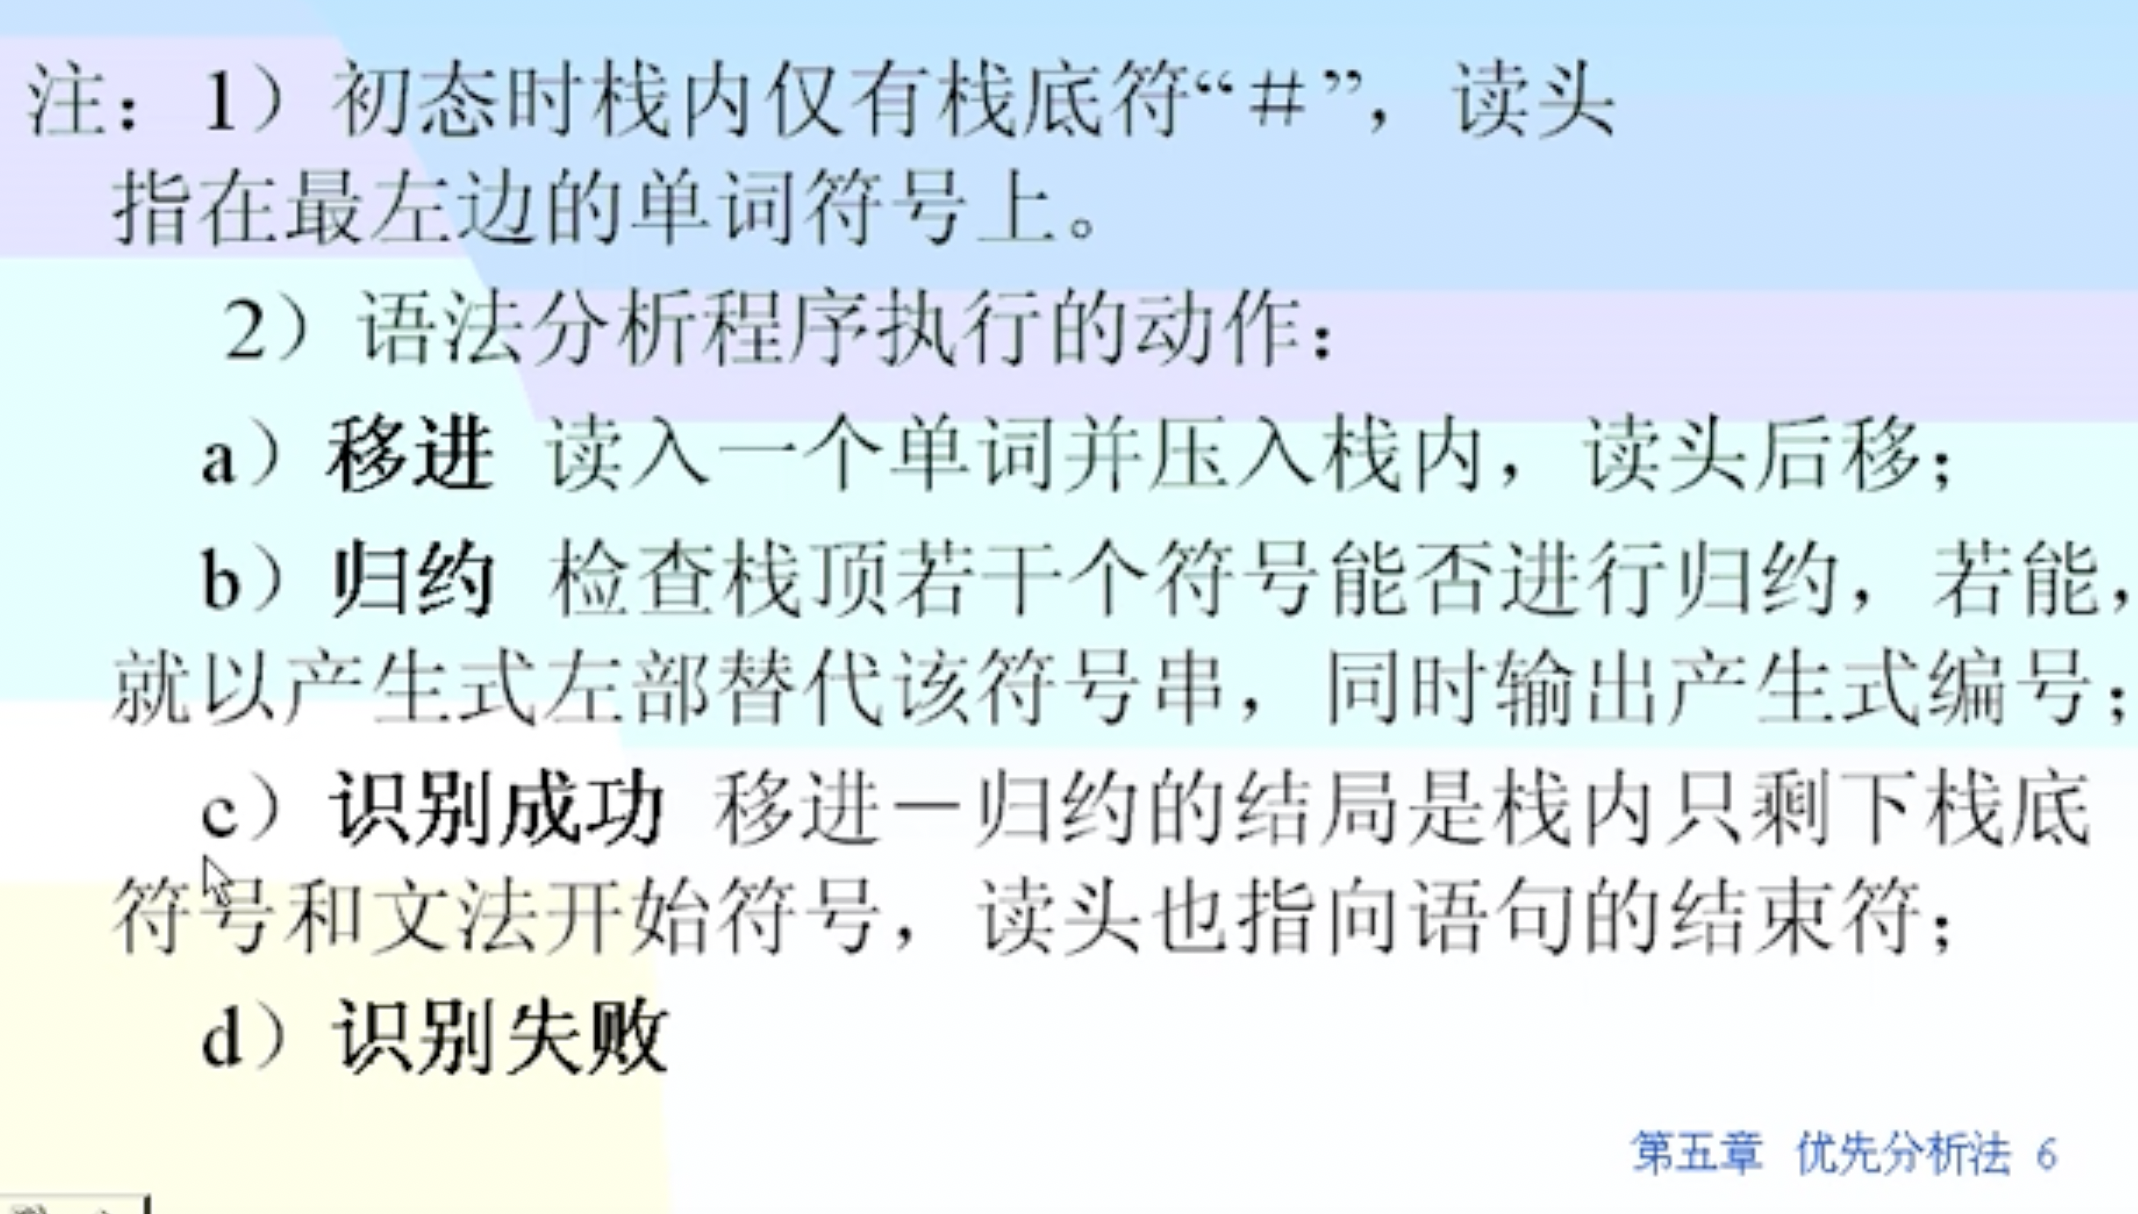 注：1）初态时栈内仅有栈底符“＃”，读头
指在最左边的单词符号上。
2）语法分析程序执行的动作：
a）移进 读入一个单词并压入栈内，读头后移；
b）归约 检查栈顶若干个符号能否进行归约，若能，
就以产生式左部替代该符号串，同时输出产生式编号；
c）识别成功 移进－归约的结局是栈内只剩下栈底
符号和文法开始符号，读头也指向语句的结束符；
d）识别失败
第五章 优先分析法 6